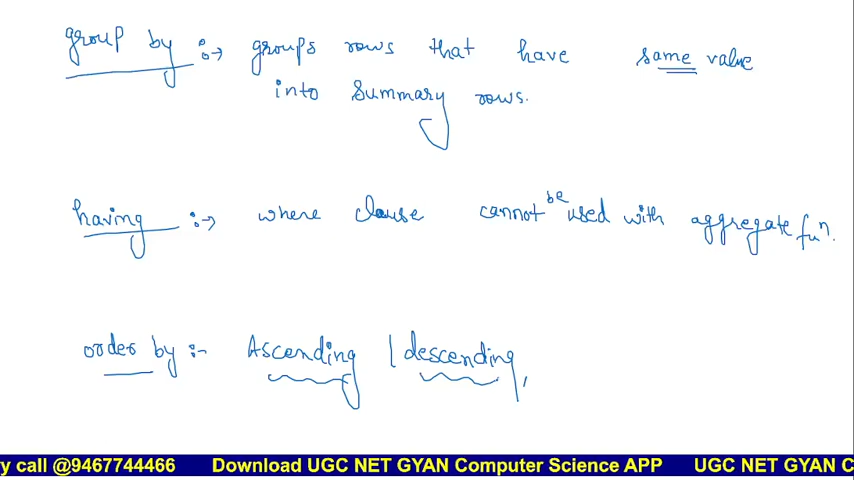 group by :→ groups rows that have same value
into Summary rows.
having :→ where clause cannot be used with aggregate fuⁿ.
order by :- Ascending | descending,
y call @9467744466 Download UGC NET GYAN Computer Science APP UGC NET GYAN C